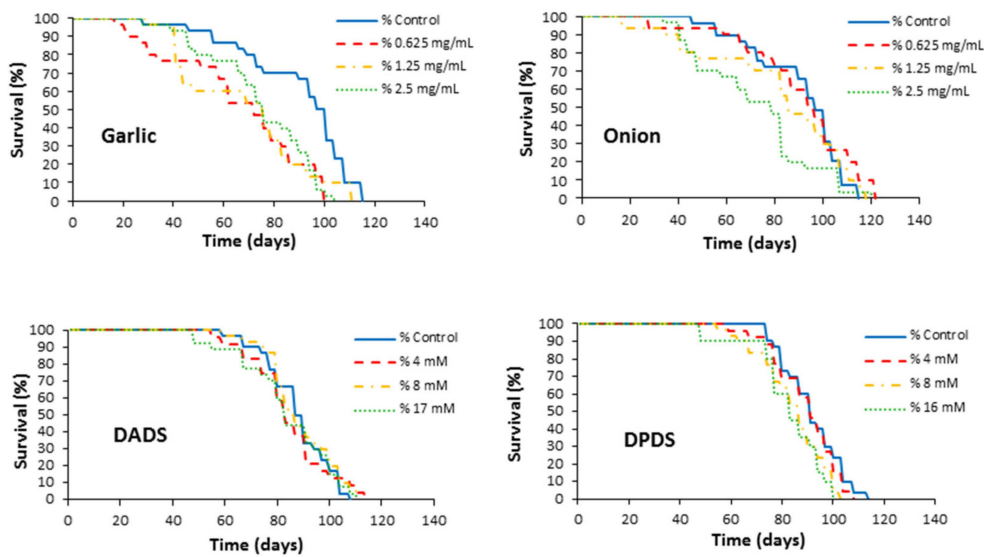 Survival (%)
100
90
80
70
60
50
40
30
20
10
0
0 20 40 60 80 100 120 140
Time (days)
Garlic
% Control
% 0.625 mg/mL
% 1.25 mg/mL
% 2.5 mg/mL
Survival (%)
100
90
80
70
60
50
40
30
20
10
0
0 20 40 60 80 100 120 140
Time (days)
Onion
% Control
% 0.625 mg/mL
% 1.25 mg/mL
% 2.5 mg/mL
Survival (%)
100
90
80
70
60
50
40
30
20
10
0
0 20 40 60 80 100 120 140
Time (days)
DADS
% Control
% 4 mM
% 8 mM
% 17 mM
Survival (%)
100
90
80
70
60
50
40
30
20
10
0
0 20 40 60 80 100 120 140
Time (days)
DPDS
% Control
% 4 mM
% 8 mM
% 16 mM